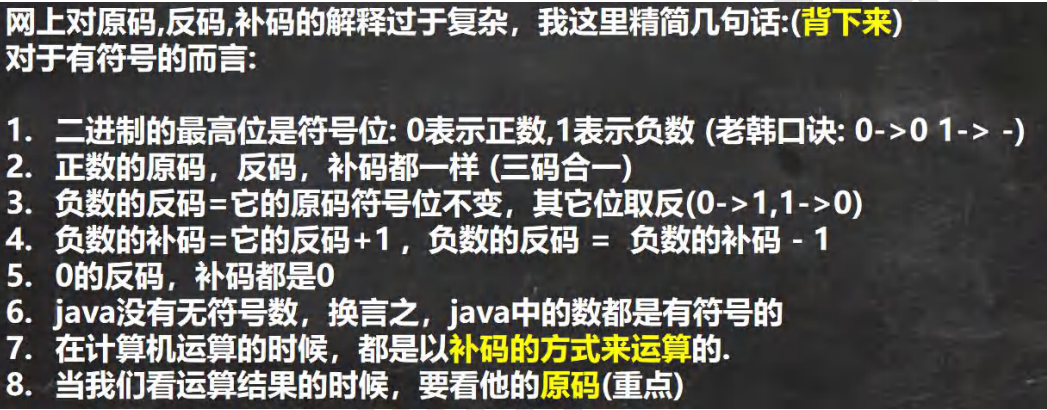 网上对原码,反码,补码的解释过于复杂，我这里精简几句话:(背下来)
对于有符号的而言:
1. 二进制的最高位是符号位: 0表示正数,1表示负数 (老韩口诀: 0->0 1-> -)
2. 正数的原码，反码，补码都一样 (三码合一)
3. 负数的反码=它的原码符号位不变，其它位取反(0->1,1->0)
4. 负数的补码=它的反码+1 ，负数的反码 = 负数的补码 - 1
5. 0的反码，补码都是0
6. java没有无符号数，换言之，java中的数都是有符号的
7. 在计算机运算的时候，都是以补码的方式来运算的.
8. 当我们看运算结果的时候，要看他的原码(重点)